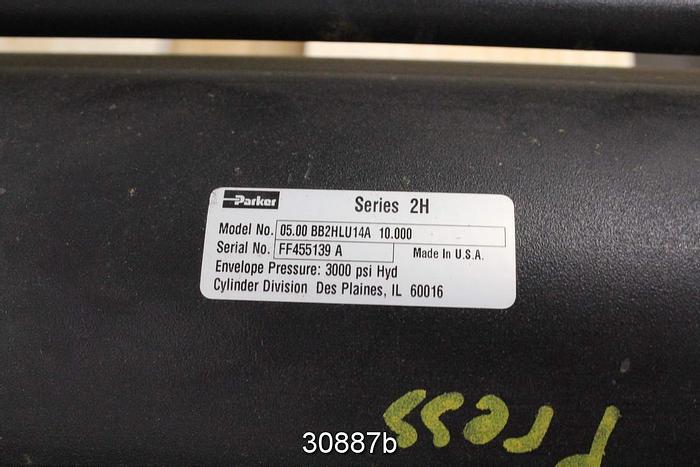 Parker
Series 2H
Model No. 05.00 BB2HLU14A 10.000
Serial No. FF455139 A Made In U.S.A.
Envelope Pressure: 3000 psi Hyd
Cylinder Division Des Plaines, IL 60016
Press
30887b